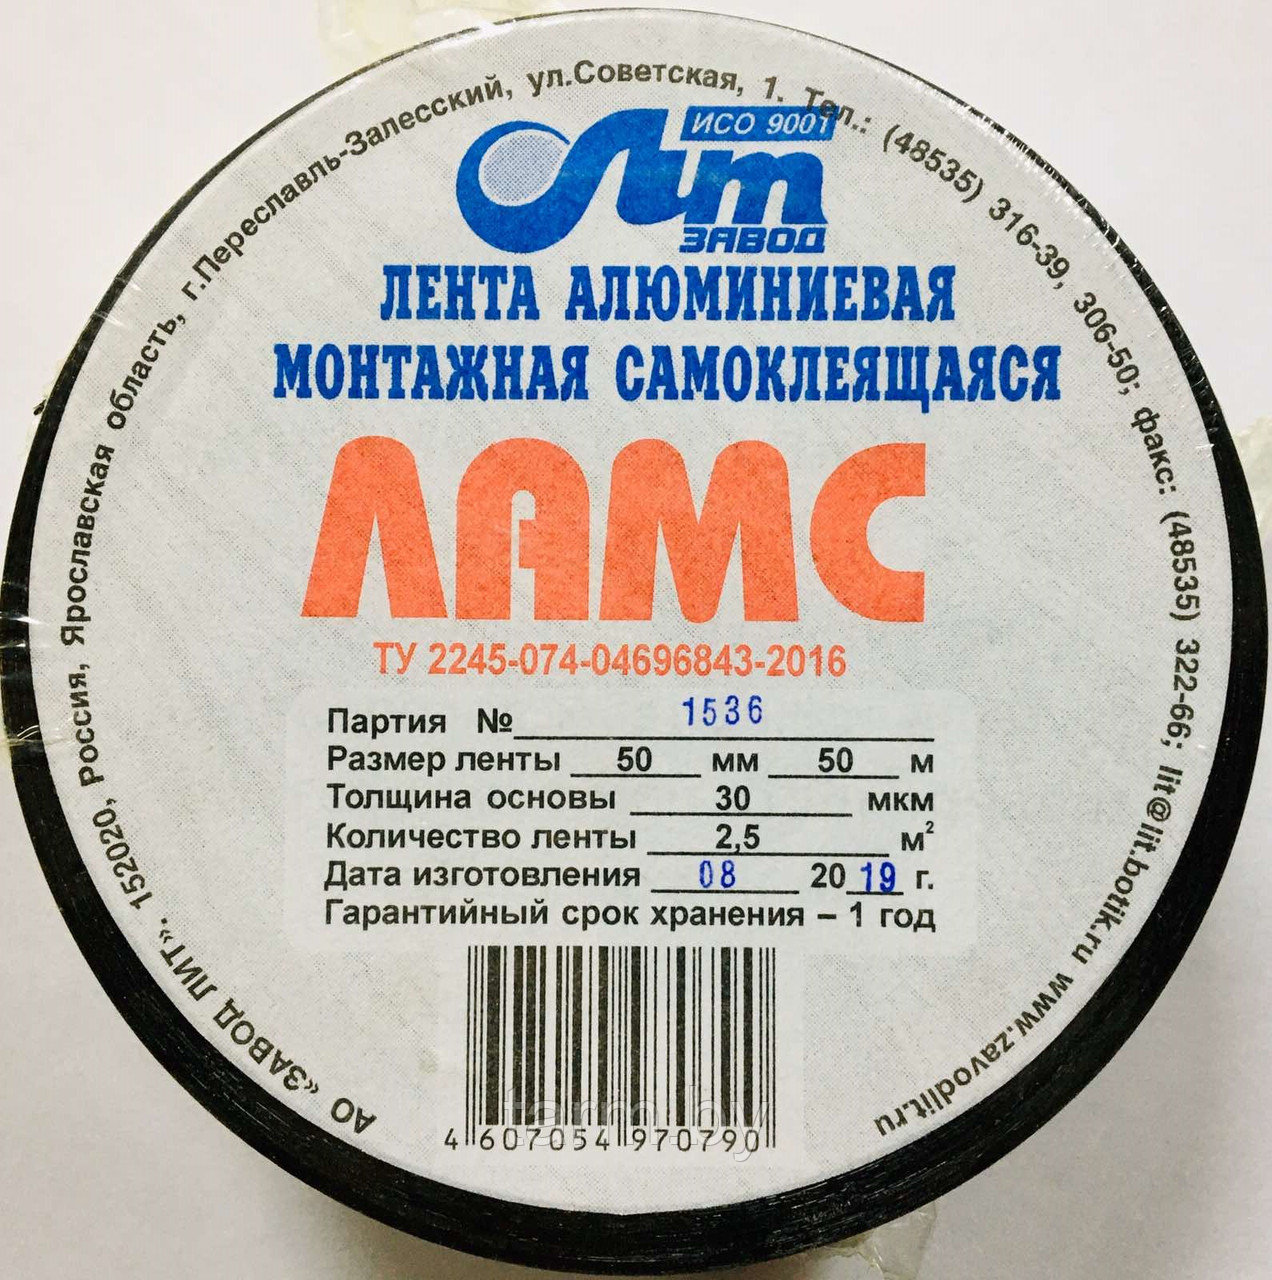 АО «ЗАВОД ЛИТ». 152020, Россия, Ярославская область, г.Переславль-Залесский, ул.Советская, 1. Тел.: (48535) 316-39, 306-50; факс: (48535) 322-66; lit@lit.botik.ru www.zavodlit.ru
ИСО 9001
Лит
ЗАВОД
ЛЕНТА АЛЮМИНИЕВАЯ
МОНТАЖНАЯ САМОКЛЕЯЩАЯСЯ
ЛАМС
ТУ 2245-074-04696843-2016
Партия № 1536
Размер ленты 50 мм 50 м
Толщина основы 30 мкм
Количество ленты 2,5 м²
Дата изготовления 08 2019 г.
Гарантийный срок хранения – 1 год
4 607054 970790
tarm.by